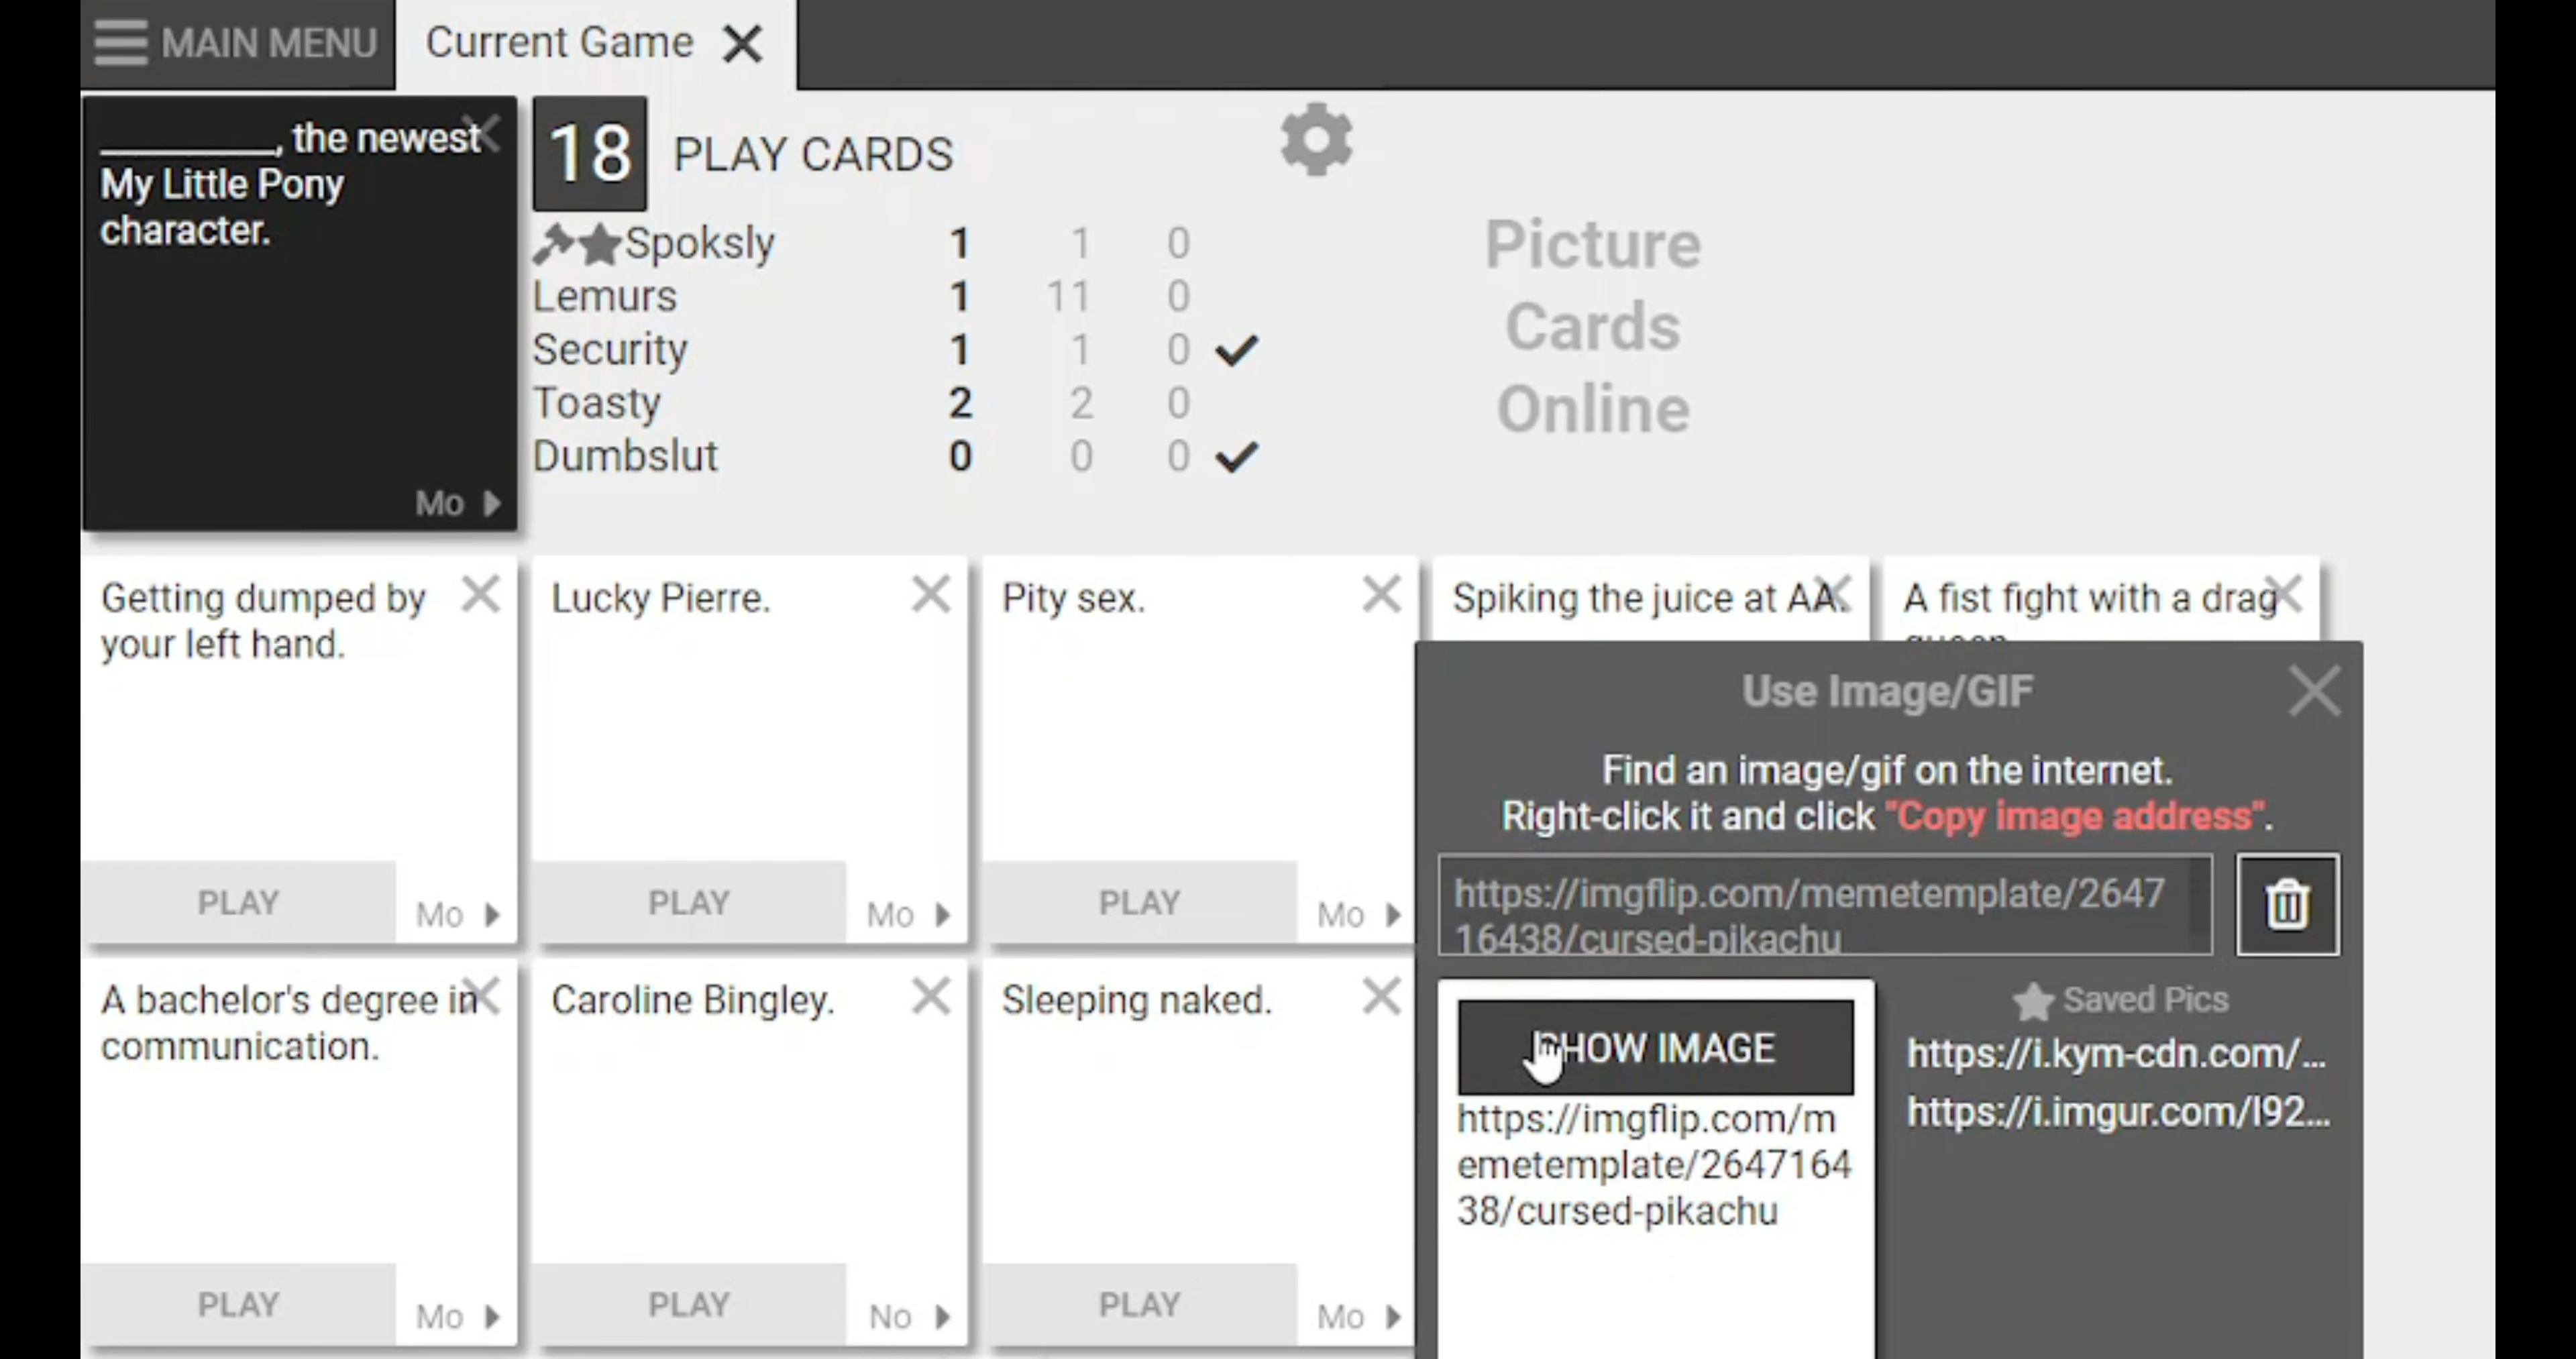 MAIN MENU
Current Game
_________, the newest
My Little Pony
character.
Mo
18
PLAY CARDS
Spoksly 1 1 0
Lemurs 1 11 0
Security 1 1 0
Toasty 2 2 0
Dumbslut 0 0 0
Picture
Cards
Online
Getting dumped by
your left hand.
PLAY
Mo
Lucky Pierre.
PLAY
Mo
Pity sex.
PLAY
Mo
Spiking the juice at AA.
A fist fight with a drag
queen
A bachelor's degree in
communication.
PLAY
Mo
Caroline Bingley.
PLAY
No
Sleeping naked.
PLAY
Mo
Use Image/GIF
Find an image/gif on the internet.
Right-click it and click "Copy image address".
https://imgflip.com/memetemplate/2647
16438/cursed-pikachu
SHOW IMAGE
https://imgflip.com/m
emetemplate/2647164
38/cursed-pikachu
Saved Pics
https://i.kym-cdn.com/...
https://i.imgur.com/I92...